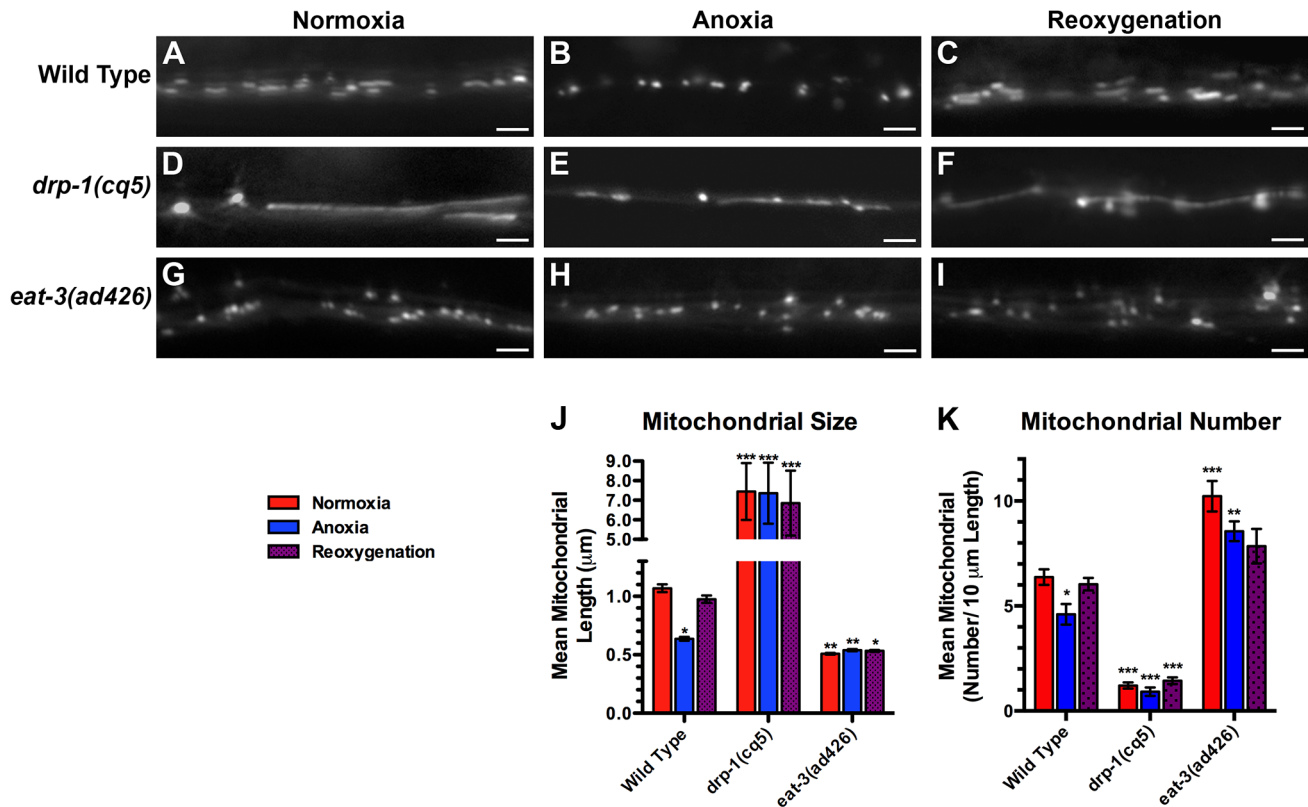 Normoxia Anoxia Reoxygenation
Wild Type A B C
drp-1(cq5) D E F
eat-3(ad426) G H I
J Mitochondrial Size
K Mitochondrial Number
Normoxia
Anoxia
Reoxygenation
Mean Mitochondrial
Length (μm)
9.0
8.0
7.0
6.0
5.0
1.0
0.5
0.0
*
*** *** ***
** ** *
Wild Type
drp-1(cq5)
eat-3(ad426)
Mean Mitochondrial
(Number/ 10 μm Length)
10
5
0
*
*** *** ***
*** **
Wild Type
drp-1(cq5)
eat-3(ad426)